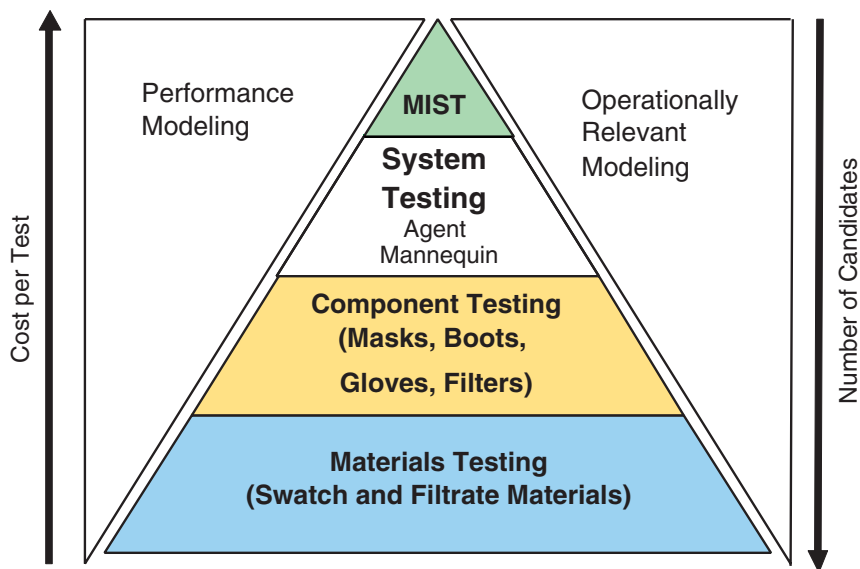 Cost per Test
Performance
Modeling
MIST
Operationally
Relevant
Modeling
System
Testing
Agent
Mannequin
Component Testing
(Masks, Boots,
Gloves, Filters)
Materials Testing
(Swatch and Filtrate Materials)
Number of Candidates